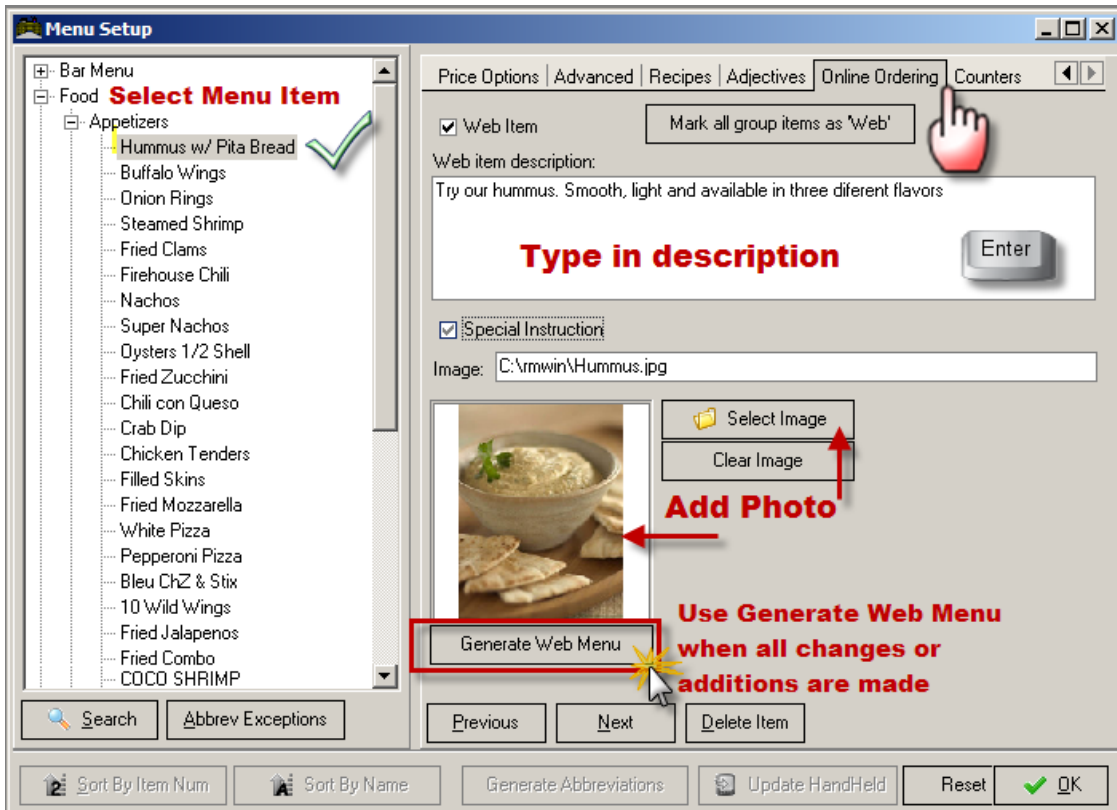 Menu Setup
Bar Menu
Food Select Menu Item
Appetizers
Hummus w/ Pita Bread
Buffalo Wings
Onion Rings
Steamed Shrimp
Fried Clams
Firehouse Chili
Nachos
Super Nachos
Oysters 1/2 Shell
Fried Zucchini
Chili con Queso
Crab Dip
Chicken Tenders
Filled Skins
Fried Mozzarella
White Pizza
Pepperoni Pizza
Bleu ChZ & Stix
10 Wild Wings
Fried Jalapenos
Fried Combo
COCO SHRIMP
Search Abbrev Exceptions
Price Options Advanced Recipes Adjectives Online Ordering Counters
Web Item Mark all group items as 'Web'
Web item description:
Try our hummus. Smooth, light and available in three diferent flavors
Type in description Enter
Special Instruction
Image: C:\rmwin\Hummus.jpg
Select Image
Clear Image
Add Photo
Generate Web Menu
Use Generate Web Menu
when all changes or
additions are made
Previous Next Delete Item
2 Sort By Item Num A Sort By Name Generate Abbreviations 2 Update HandHeld Reset OK